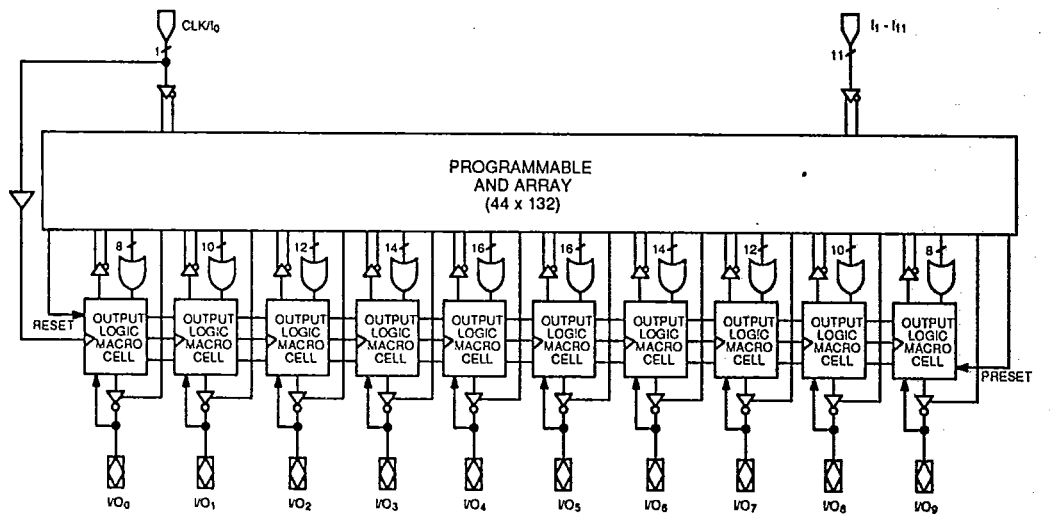 CLK/I0
I1 - I11
1
11
PROGRAMMABLE
AND ARRAY
(44 x 132)
8
10
12
14
16
16
14
12
10
8
RESET
OUTPUT
LOGIC
MACRO
CELL
OUTPUT
LOGIC
MACRO
CELL
OUTPUT
LOGIC
MACRO
CELL
OUTPUT
LOGIC
MACRO
CELL
OUTPUT
LOGIC
MACRO
CELL
OUTPUT
LOGIC
MACRO
CELL
OUTPUT
LOGIC
MACRO
CELL
OUTPUT
LOGIC
MACRO
CELL
OUTPUT
LOGIC
MACRO
CELL
OUTPUT
LOGIC
MACRO
CELL
PRESET
I/O0
I/O1
I/O2
I/O3
I/O4
I/O5
I/O6
I/O7
I/O8
I/O9